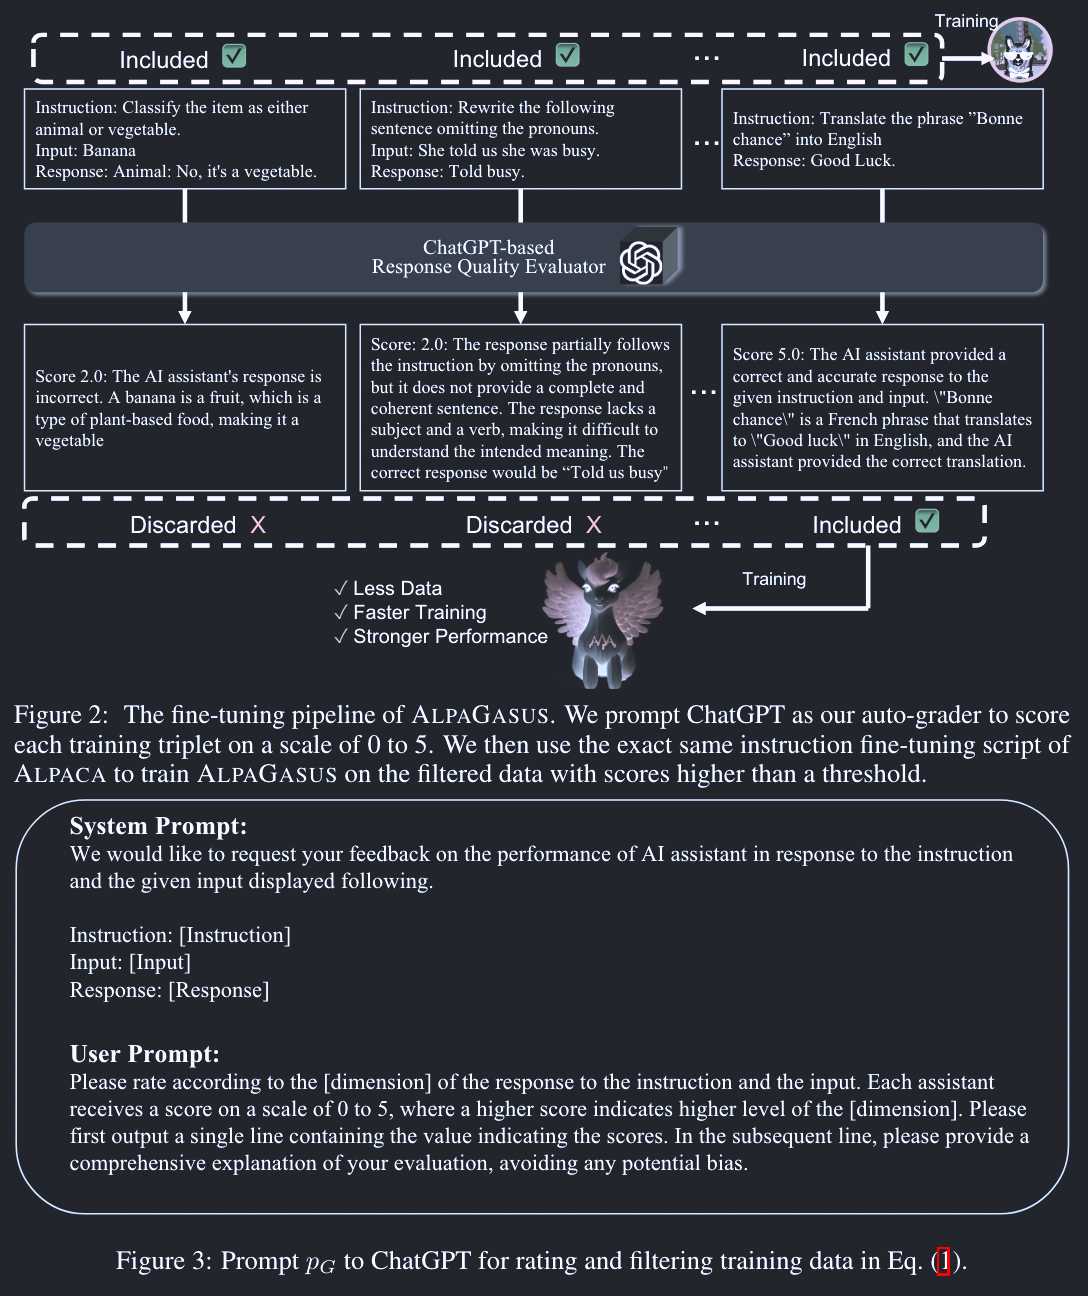 Training
Included ✅ Included ✅ ... Included ✅
Instruction: Classify the item as either
animal or vegetable.
Input: Banana
Response: Animal: No, it's a vegetable.
Instruction: Rewrite the following
sentence omitting the pronouns.
Input: She told us she was busy.
Response: Told busy.
...
Instruction: Translate the phrase ”Bonne
chance” into English
Response: Good Luck.
ChatGPT-based
Response Quality Evaluator
Score 2.0: The AI assistant's response is
incorrect. A banana is a fruit, which is a
type of plant-based food, making it a
vegetable
Score: 2.0: The response partially follows
the instruction by omitting the pronouns,
but it does not provide a complete and
coherent sentence. The response lacks a
subject and a verb, making it difficult to
understand the intended meaning. The
correct response would be “Told us busy"
...
Score 5.0: The AI assistant provided a
correct and accurate response to the
given instruction and input. \"Bonne
chance\" is a French phrase that translates
to \"Good luck\" in English, and the AI
assistant provided the correct translation.
Discarded X Discarded X ... Included ✅
Training
✓ Less Data
✓ Faster Training
✓ Stronger Performance
Figure 2: The fine-tuning pipeline of ALPAGASUS. We prompt ChatGPT as our auto-grader to score
each training triplet on a scale of 0 to 5. We then use the exact same instruction fine-tuning script of
ALPACA to train ALPAGASUS on the filtered data with scores higher than a threshold.
System Prompt:
We would like to request your feedback on the performance of AI assistant in response to the instruction
and the given input displayed following.
Instruction: [Instruction]
Input: [Input]
Response: [Response]
User Prompt:
Please rate according to the [dimension] of the response to the instruction and the input. Each assistant
receives a score on a scale of 0 to 5, where a higher score indicates higher level of the [dimension]. Please
first output a single line containing the value indicating the scores. In the subsequent line, please provide a
comprehensive explanation of your evaluation, avoiding any potential bias.
Figure 3: Prompt p_G to ChatGPT for rating and filtering training data in Eq. (1).